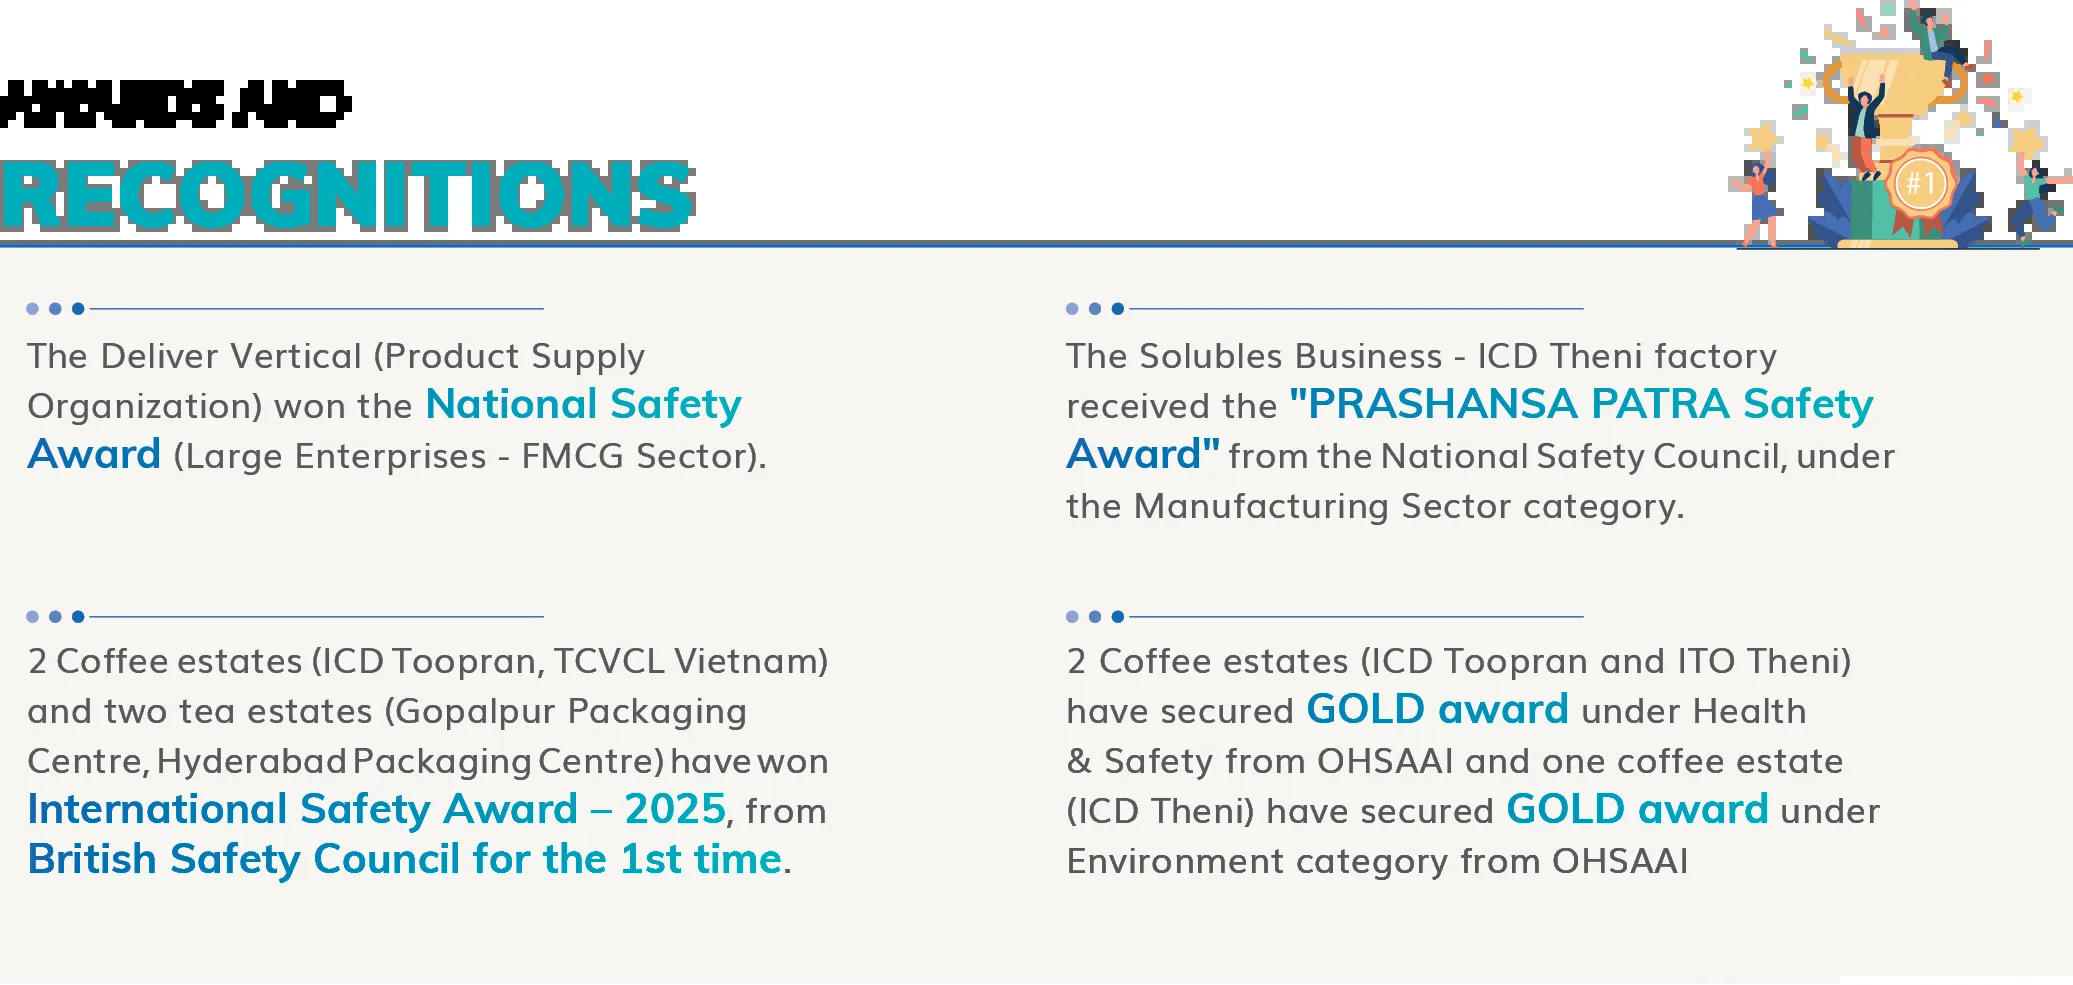 AWARDS AND
RECOGNITIONS
#1
The Deliver Vertical (Product Supply
Organization) won the National Safety
Award (Large Enterprises - FMCG Sector).
The Solubles Business - ICD Theni factory
received the "PRASHANSA PATRA Safety
Award" from the National Safety Council, under
the Manufacturing Sector category.
2 Coffee estates (ICD Toopran, TCVCL Vietnam)
and two tea estates (Gopalpur Packaging
Centre, Hyderabad Packaging Centre) have won
International Safety Award – 2025, from
British Safety Council for the 1st time.
2 Coffee estates (ICD Toopran and ITO Theni)
have secured GOLD award under Health
& Safety from OHSAAI and one coffee estate
(ICD Theni) have secured GOLD award under
Environment category from OHSAAI